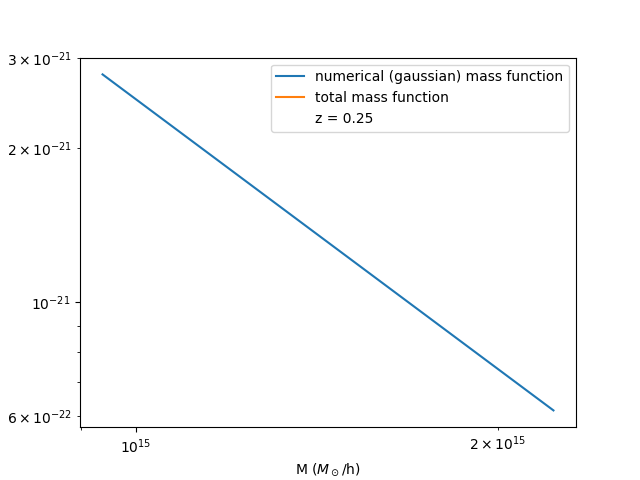 3 × 10⁻²¹
numerical (gaussian) mass function
total mass function
z = 0.25
2 × 10⁻²¹
10⁻²¹
6 × 10⁻²²
10¹⁵
2 × 10¹⁵
M (M⊙/h)